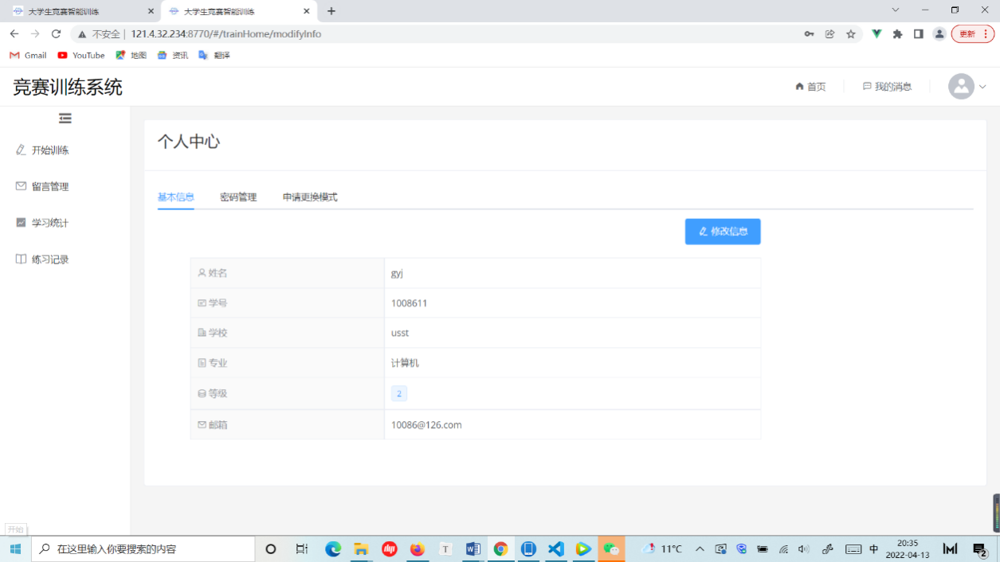 大学生竞赛智能训练
大学生竞赛智能训练
不安全 121.4.32.234:8770/#/trainHome/modifyInfo
更新
Gmail YouTube 地图 资讯 翻译
竞赛训练系统
首页 我的消息
开始训练
留言管理
学习统计
练习记录
个人中心
基本信息 密码管理 申请更换模式
修改信息
姓名 gyj
学号 1008611
学校 usst
专业 计算机
等级 2
邮箱 10086@126.com
开始
在这里输入你要搜索的内容
11°C 中 20:35
2022-04-13
2